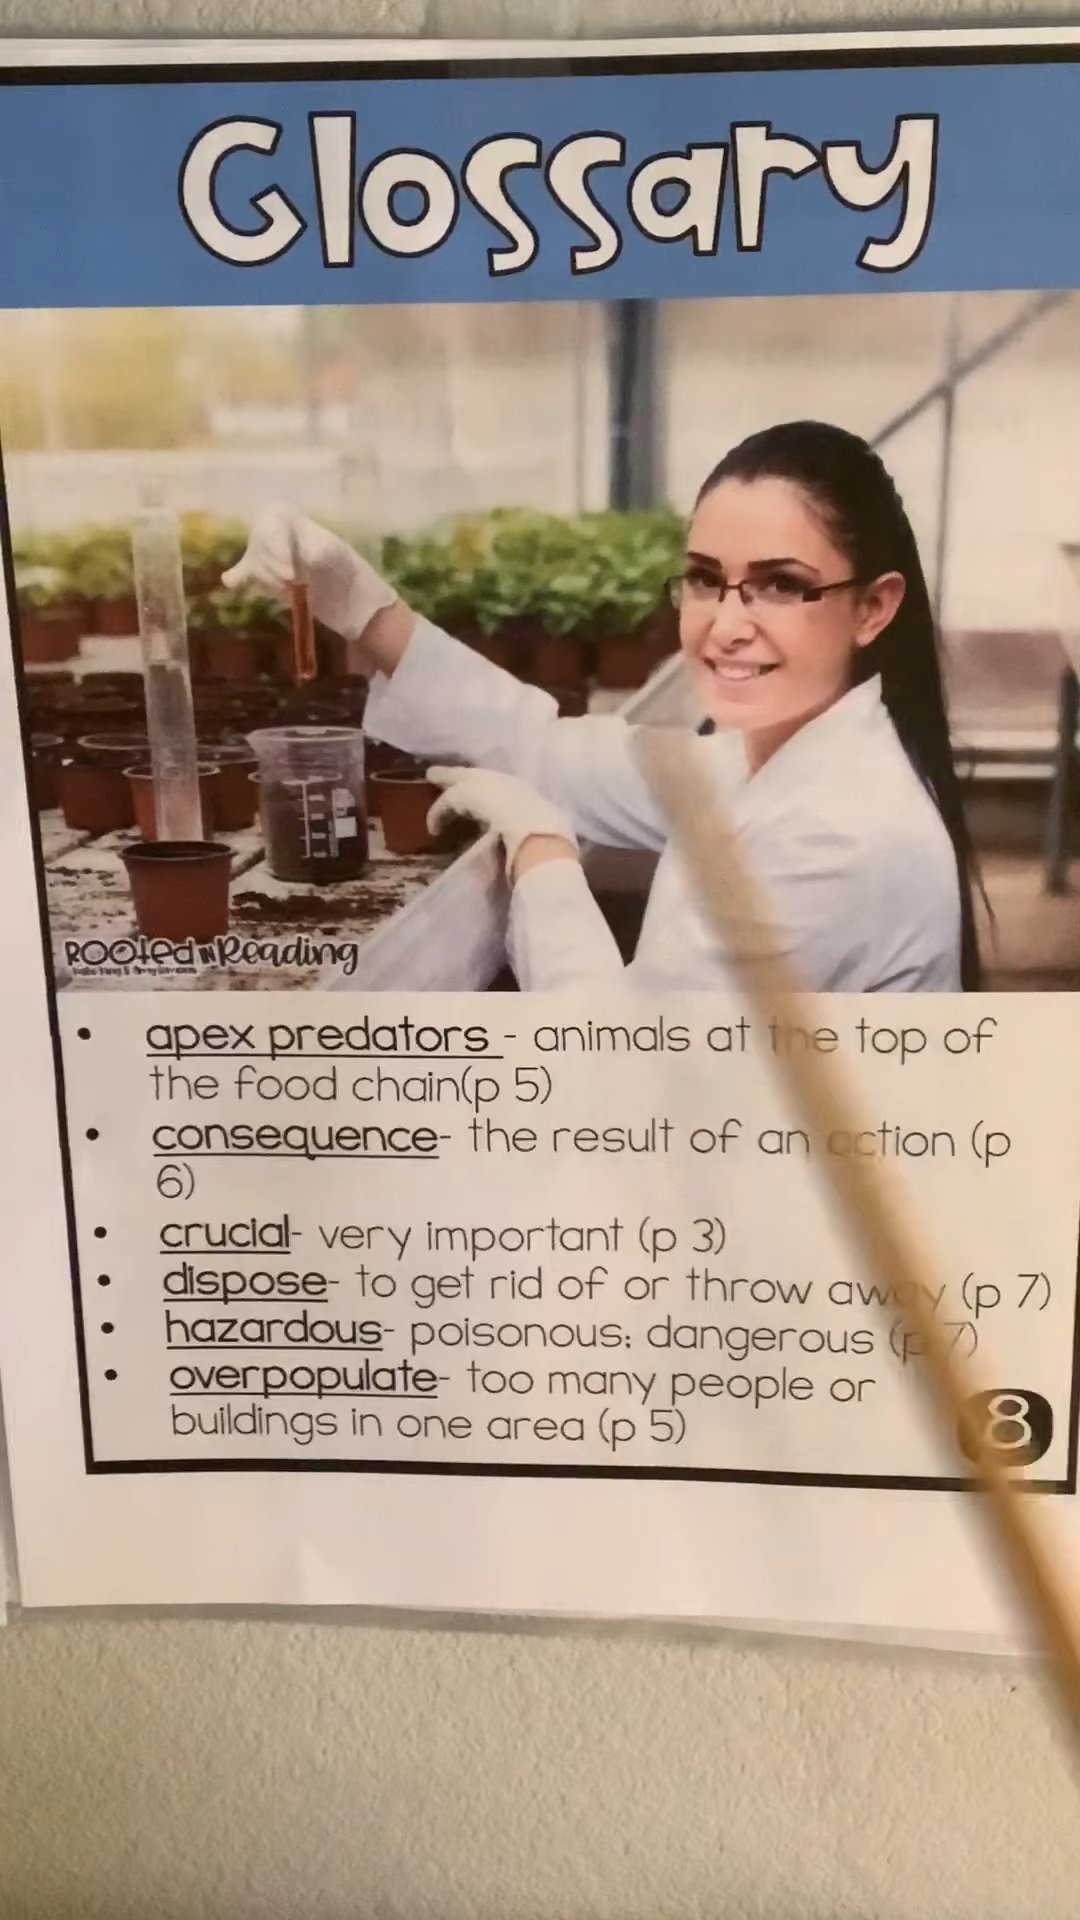 Glossary
ROOted IN Reading
• apex predators - animals at the top of
the food chain(p 5)
• consequence- the result of an action (p
6)
• crucial- very important (p 3)
• dispose- to get rid of or throw away (p 7)
• hazardous- poisonous; dangerous (p 7)
• overpopulate- too many people or
buildings in one area (p 5)
8